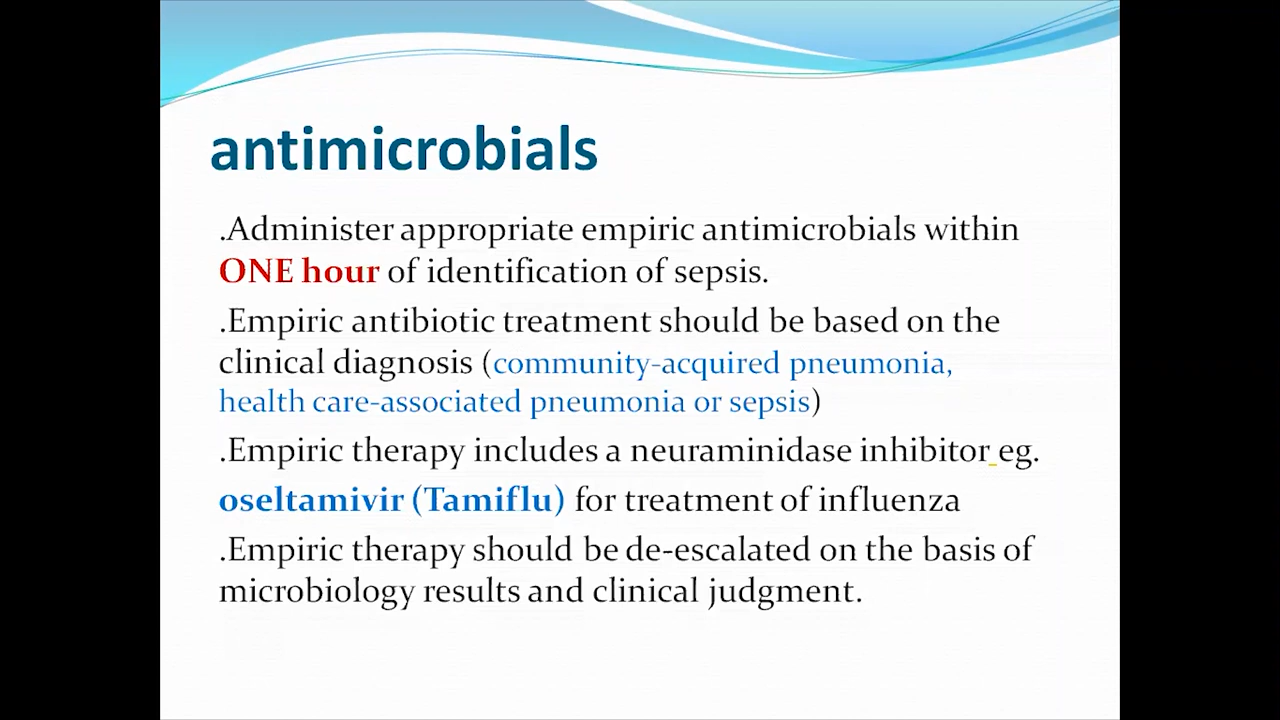 antimicrobials
.Administer appropriate empiric antimicrobials within
ONE hour of identification of sepsis.
.Empiric antibiotic treatment should be based on the
clinical diagnosis (community-acquired pneumonia,
health care-associated pneumonia or sepsis)
.Empiric therapy includes a neuraminidase inhibitor eg.
oseltamivir (Tamiflu) for treatment of influenza
.Empiric therapy should be de-escalated on the basis of
microbiology results and clinical judgment.